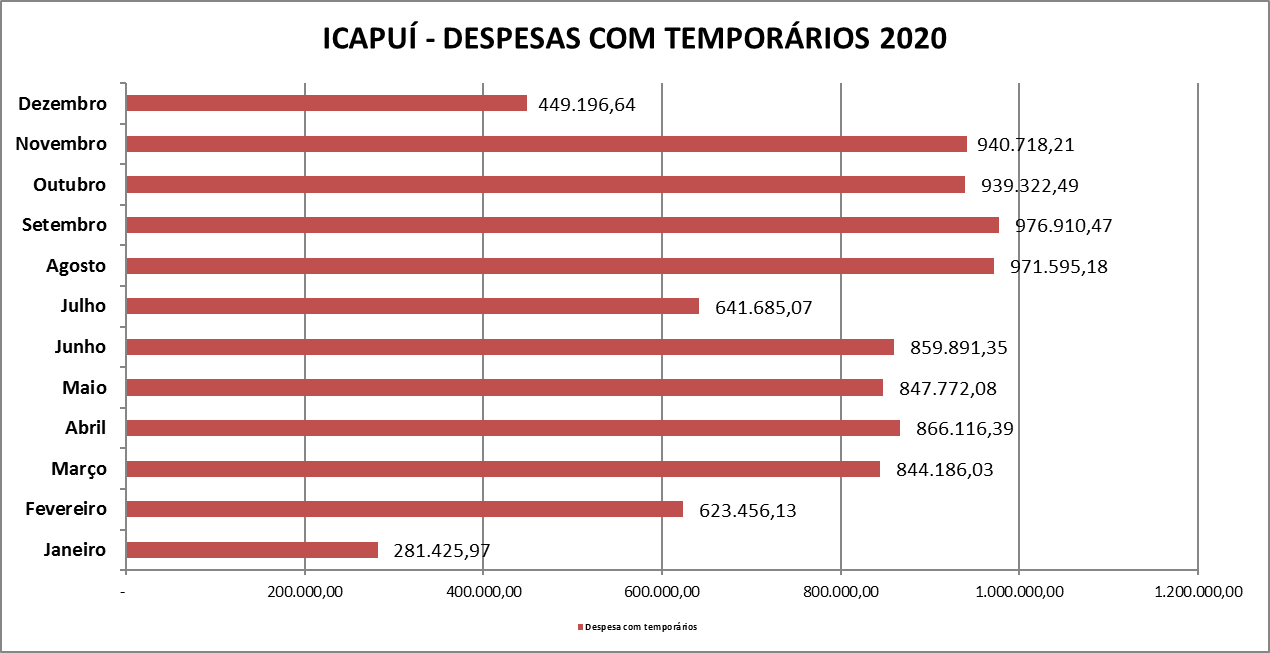 ICAPUÍ - DESPESAS COM TEMPORÁRIOS 2020
Dezembro 449.196,64
Novembro 940.718,21
Outubro 939.322,49
Setembro 976.910,47
Agosto 971.595,18
Julho 641.685,07
Junho 859.891,35
Maio 847.772,08
Abril 866.116,39
Março 844.186,03
Fevereiro 623.456,13
Janeiro 281.425,97
- 200.000,00 400.000,00 600.000,00 800.000,00 1.000.000,00 1.200.000,00
Despesa com temporários